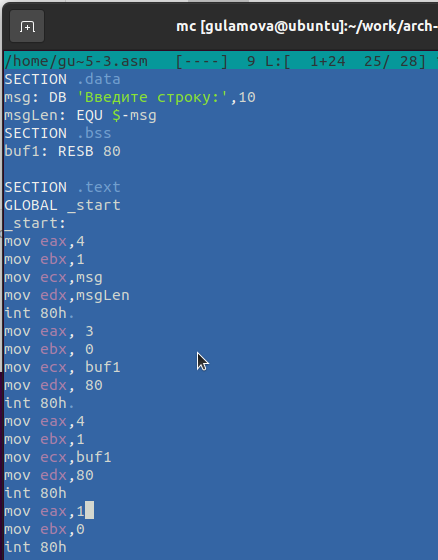 mc [gulamova@ubuntu]:~/work/arch-
/home/gu~5-3.asm   [----]  9 L:[  1+24  25/ 28]
SECTION .data
msg: DB 'Введите строку:',10
msgLen: EQU $-msg
SECTION .bss
buf1: RESB 80
SECTION .text
GLOBAL _start
_start:
mov eax,4
mov ebx,1
mov ecx,msg
mov edx,msgLen
int 80h.
mov eax, 3
mov ebx, 0
mov ecx, buf1
mov edx, 80
int 80h.
mov eax,4
mov ebx,1
mov ecx,buf1
mov edx,80
int 80h
mov eax,1
mov ebx,0
int 80h